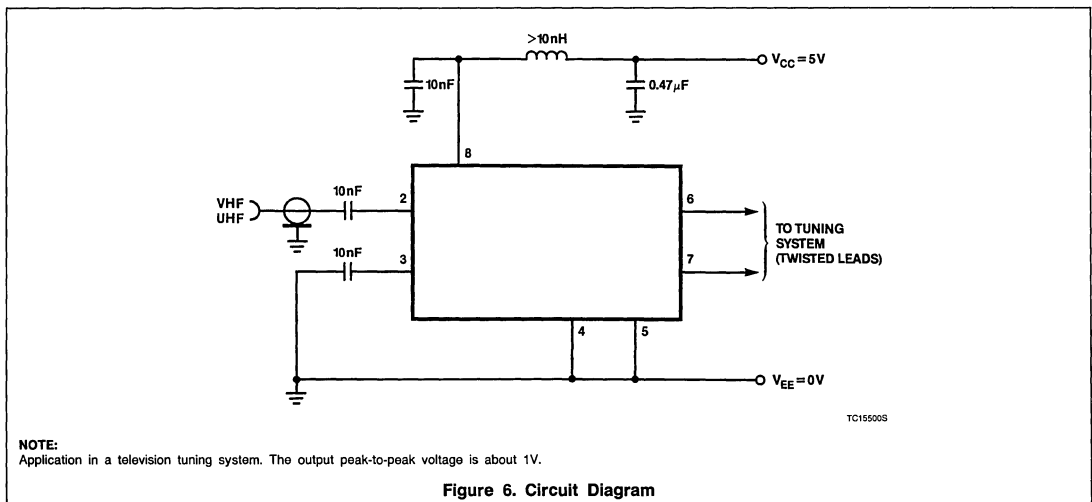 >10nH
VCC=5V
10nF
0.47μF
8
10nF
2
VHF
UHF
6
TO TUNING
SYSTEM
(TWISTED LEADS)
10nF
3
7
4
5
VEE=0V
TC15500S
NOTE:
Application in a television tuning system. The output peak-to-peak voltage is about 1V.
Figure 6. Circuit Diagram